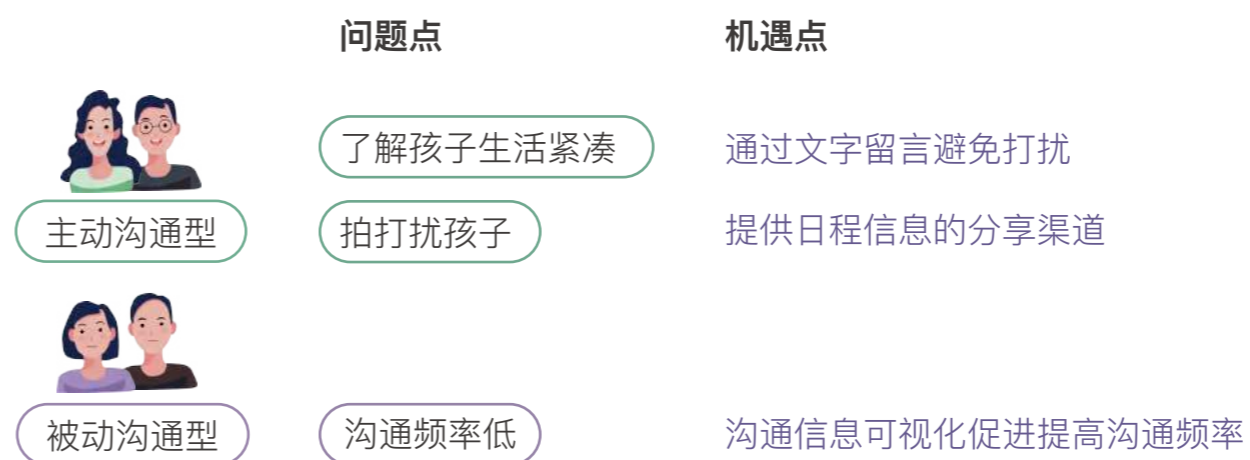 问题点 机遇点
了解孩子生活紧凑 通过文字留言避免打扰
主动沟通型 拍打扰孩子 提供日程信息的分享渠道
被动沟通型 沟通频率低 沟通信息可视化促进提高沟通频率